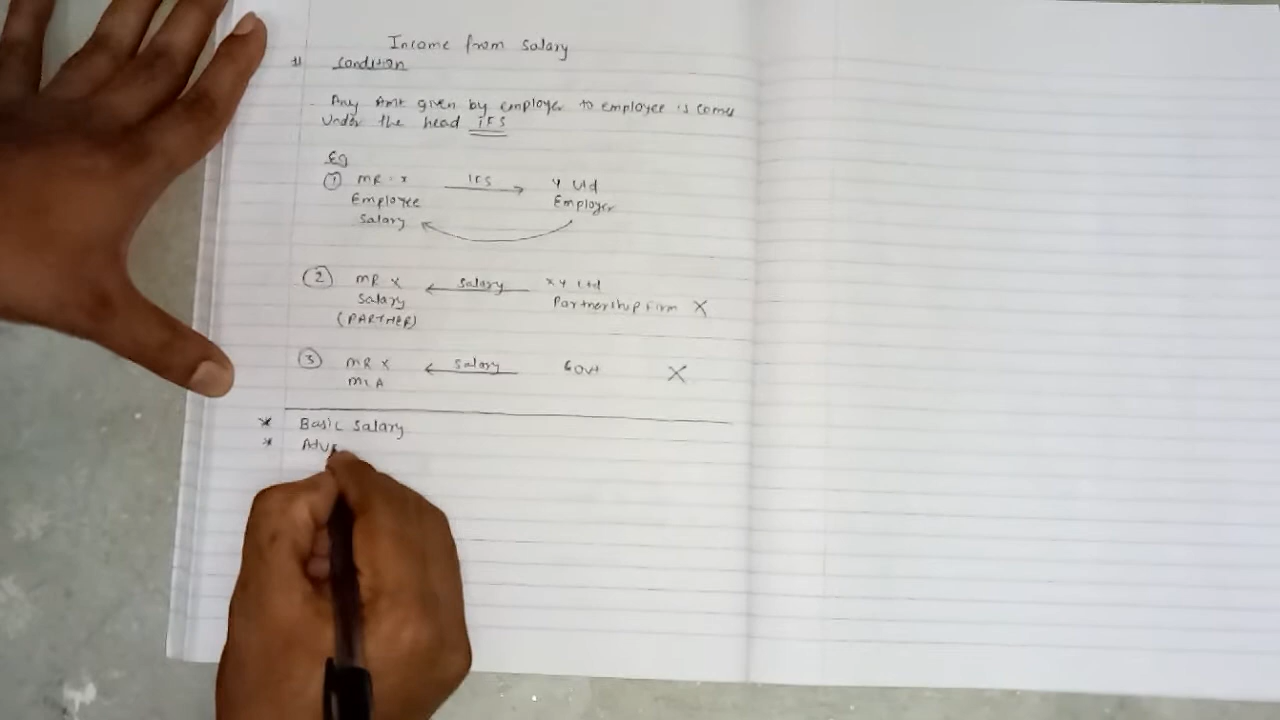 Income from Salary
Condition
Any Amt given by employer to employee is comes
Under the head IFS
Eg
① MR. X IFS Y Ltd
Employee Employer
Salary
② MR X Salary XY Ltd
Salary Partnership Firm X
(PARTNER)
③ MR X Salary Govt X
MLA
* Basic Salary
* Adv